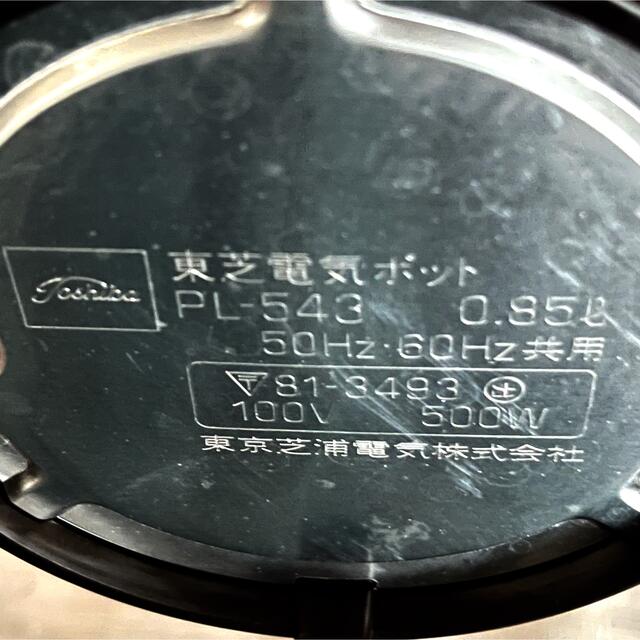 Toshiba
東芝電気ポット
PL-543 0.85ℓ
50Hz・60Hz共用
〒81-3493
100V 500W
東京芝浦電気株式会社